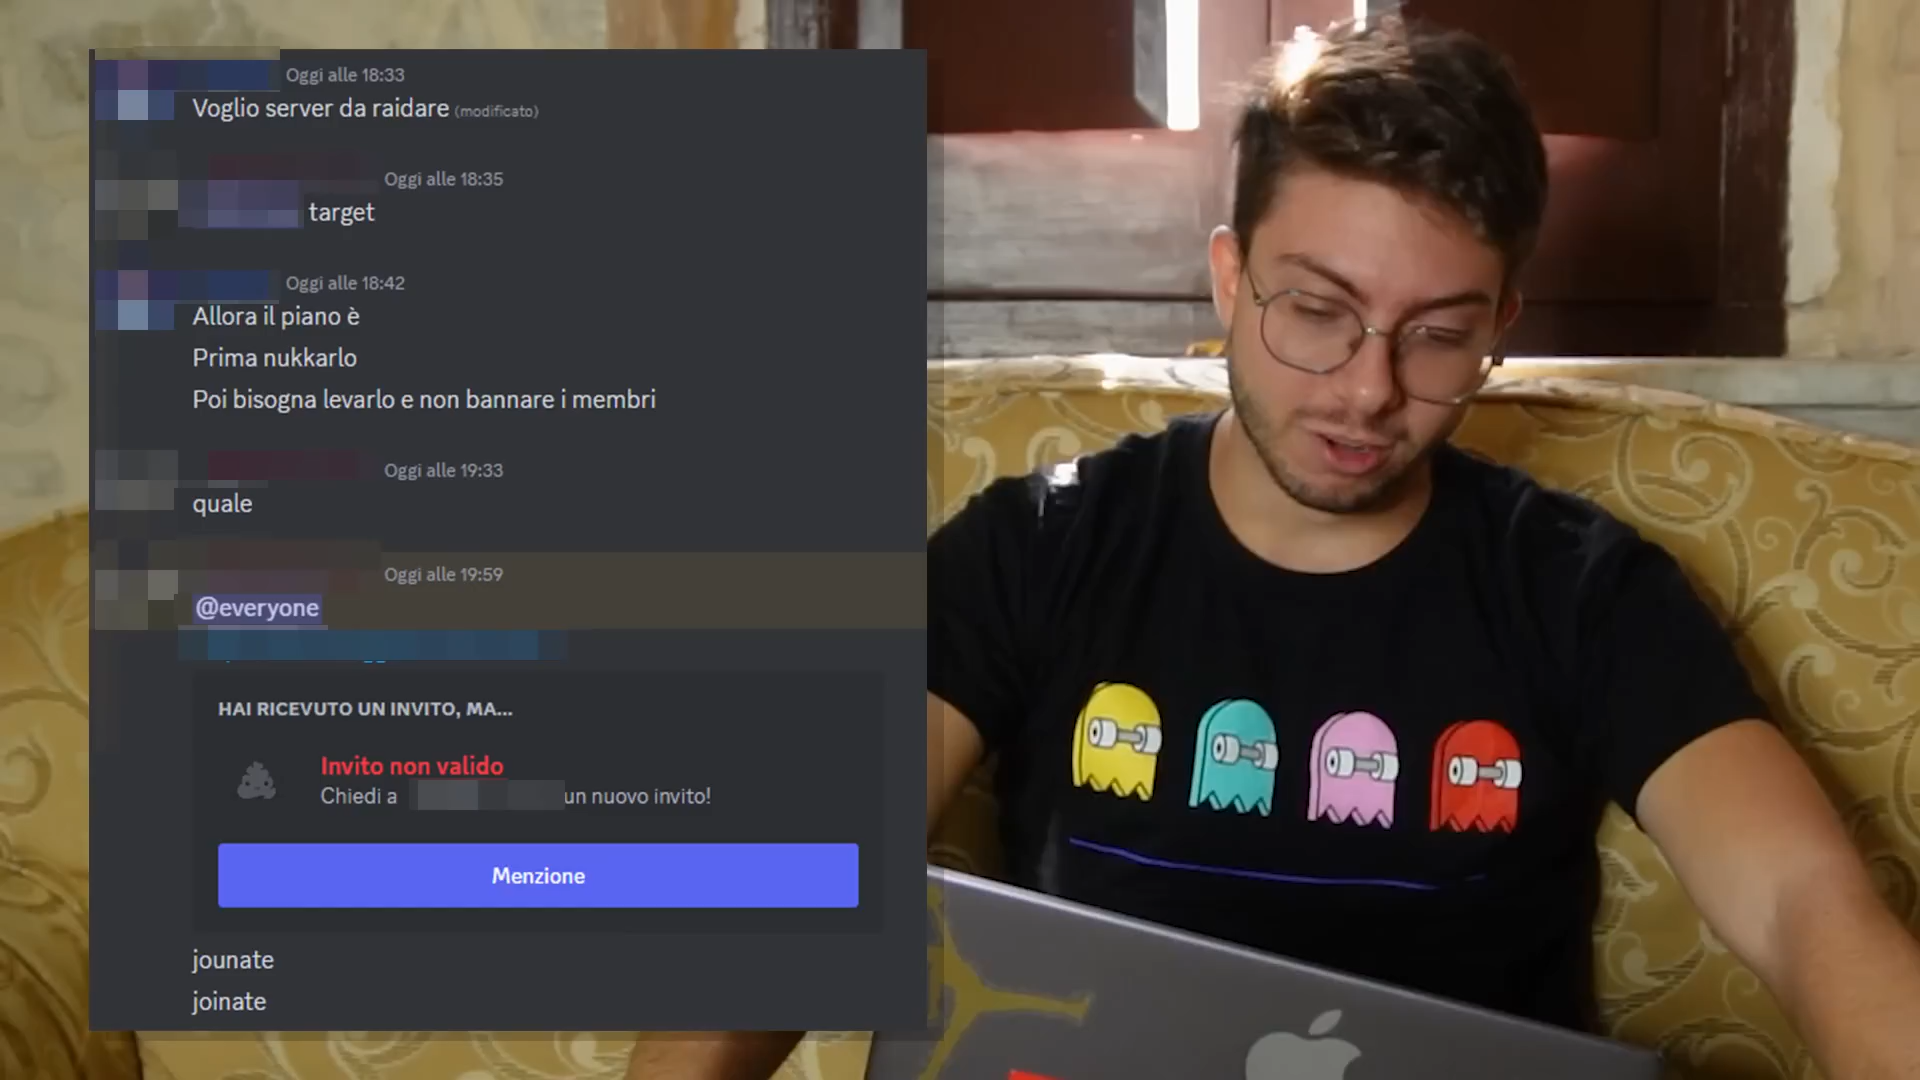 Oggi alle 18:33
Voglio server da raidare (modificato)
Oggi alle 18:35
target
Oggi alle 18:42
Allora il piano è
Prima nukkarlo
Poi bisogna levarlo e non bannare i membri
Oggi alle 19:33
quale
Oggi alle 19:59
@everyone
HAI RICEVUTO UN INVITO, MA...
Invito non valido
Chiedi a un nuovo invito!
Menzione
jounate
joinate